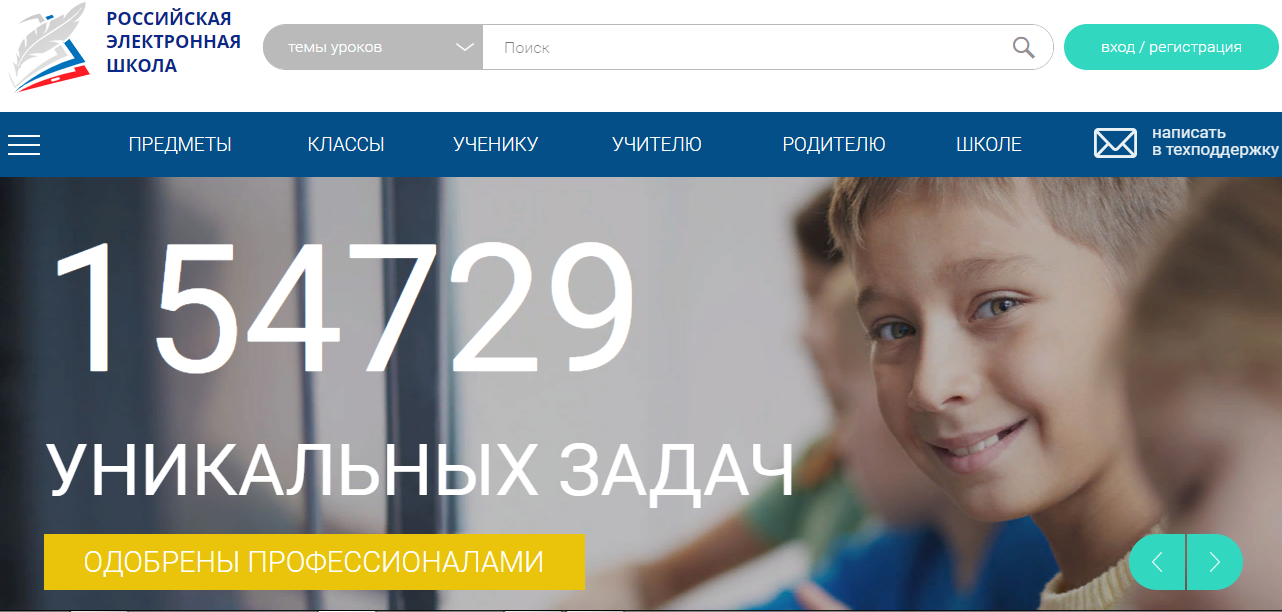 РОССИЙСКАЯ
ЭЛЕКТРОННАЯ
ШКОЛА
темы уроков
Поиск
вход / регистрация
ПРЕДМЕТЫ
КЛАССЫ
УЧЕНИКУ
УЧИТЕЛЮ
РОДИТЕЛЮ
ШКОЛЕ
написать
в техподдержку
154729
УНИКАЛЬНЫХ ЗАДАЧ
ОДОБРЕНЫ ПРОФЕССИОНАЛАМИ